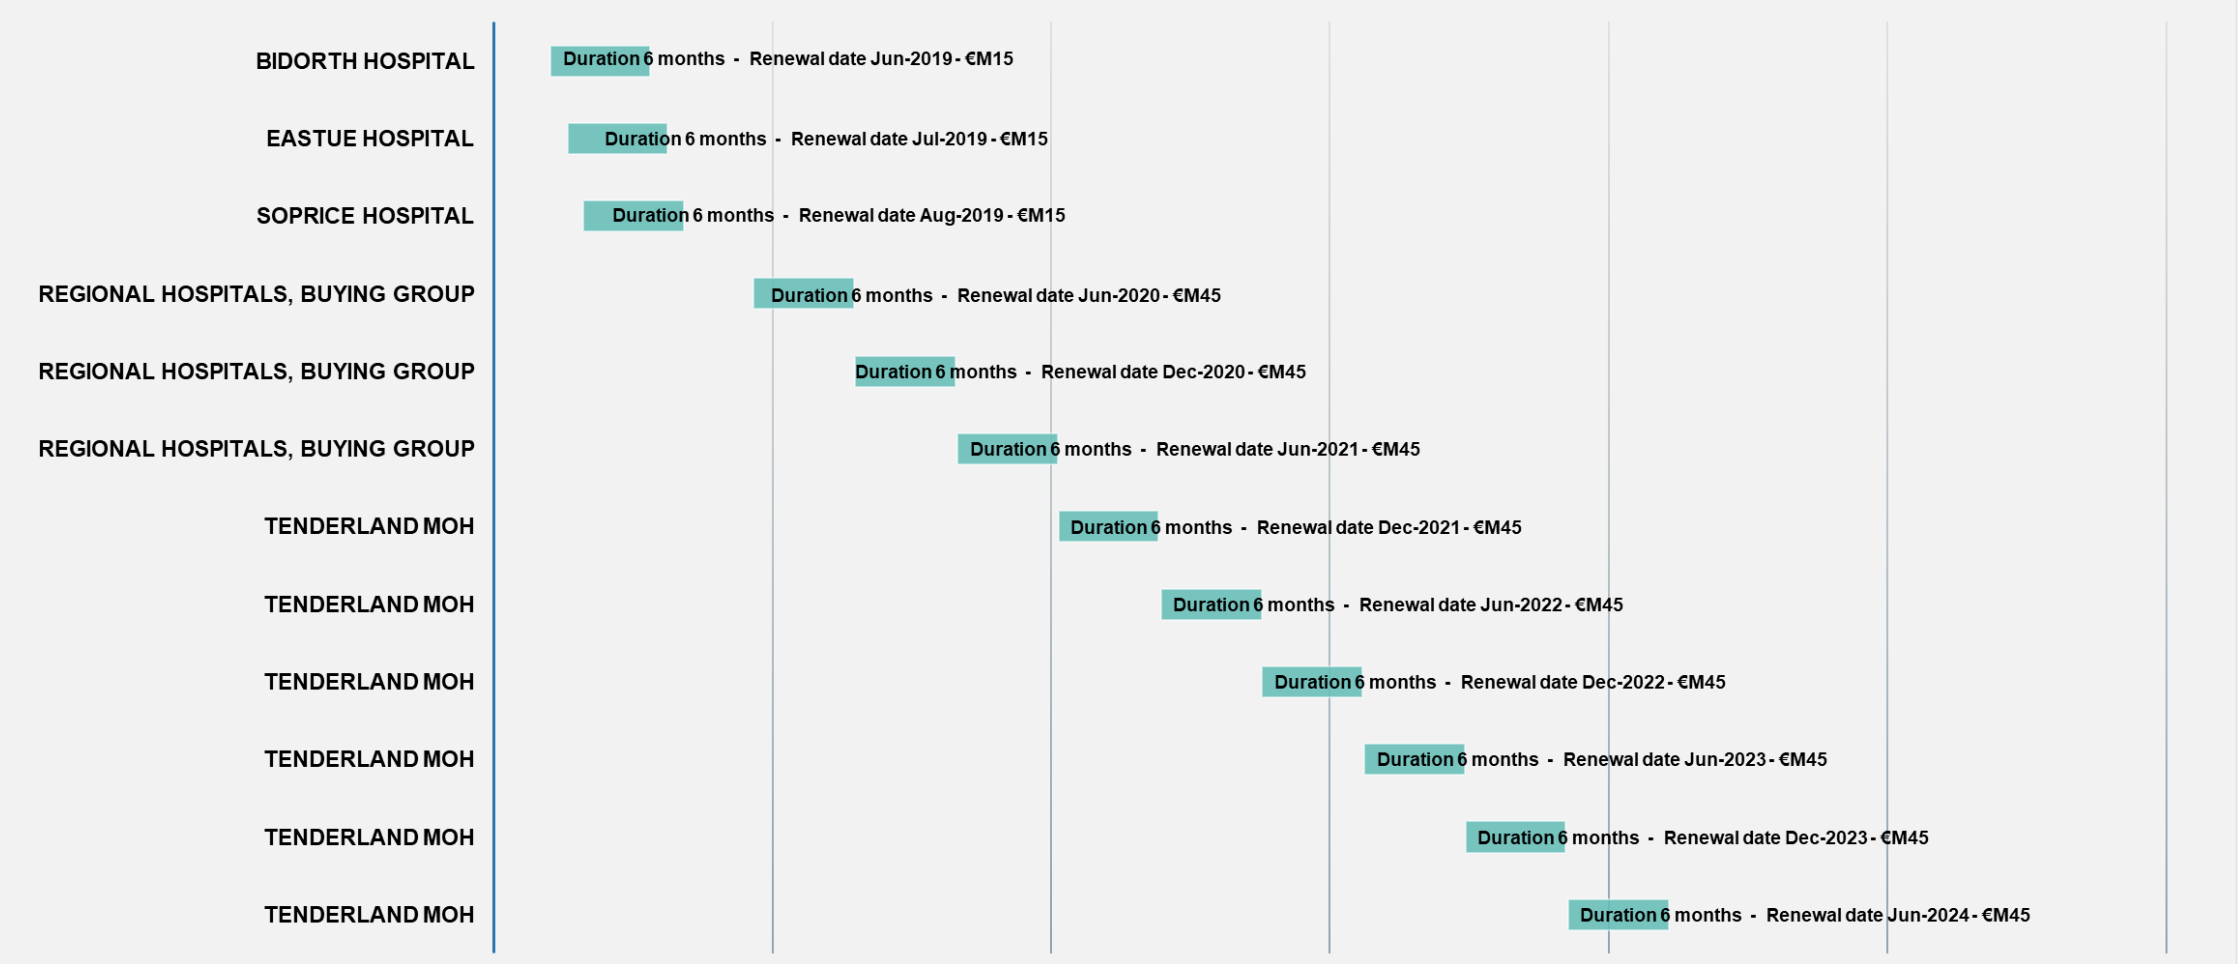 BIDORTH HOSPITAL Duration 6 months - Renewal date Jun-2019 - €M15
EASTUE HOSPITAL Duration 6 months - Renewal date Jul-2019 - €M15
SOPRICE HOSPITAL Duration 6 months - Renewal date Aug-2019 - €M15
REGIONAL HOSPITALS, BUYING GROUP Duration 6 months - Renewal date Jun-2020 - €M45
REGIONAL HOSPITALS, BUYING GROUP Duration 6 months - Renewal date Dec-2020 - €M45
REGIONAL HOSPITALS, BUYING GROUP Duration 6 months - Renewal date Jun-2021 - €M45
TENDERLAND MOH Duration 6 months - Renewal date Dec-2021 - €M45
TENDERLAND MOH Duration 6 months - Renewal date Jun-2022 - €M45
TENDERLAND MOH Duration 6 months - Renewal date Dec-2022 - €M45
TENDERLAND MOH Duration 6 months - Renewal date Jun-2023 - €M45
TENDERLAND MOH Duration 6 months - Renewal date Dec-2023 - €M45
TENDERLAND MOH Duration 6 months - Renewal date Jun-2024 - €M45